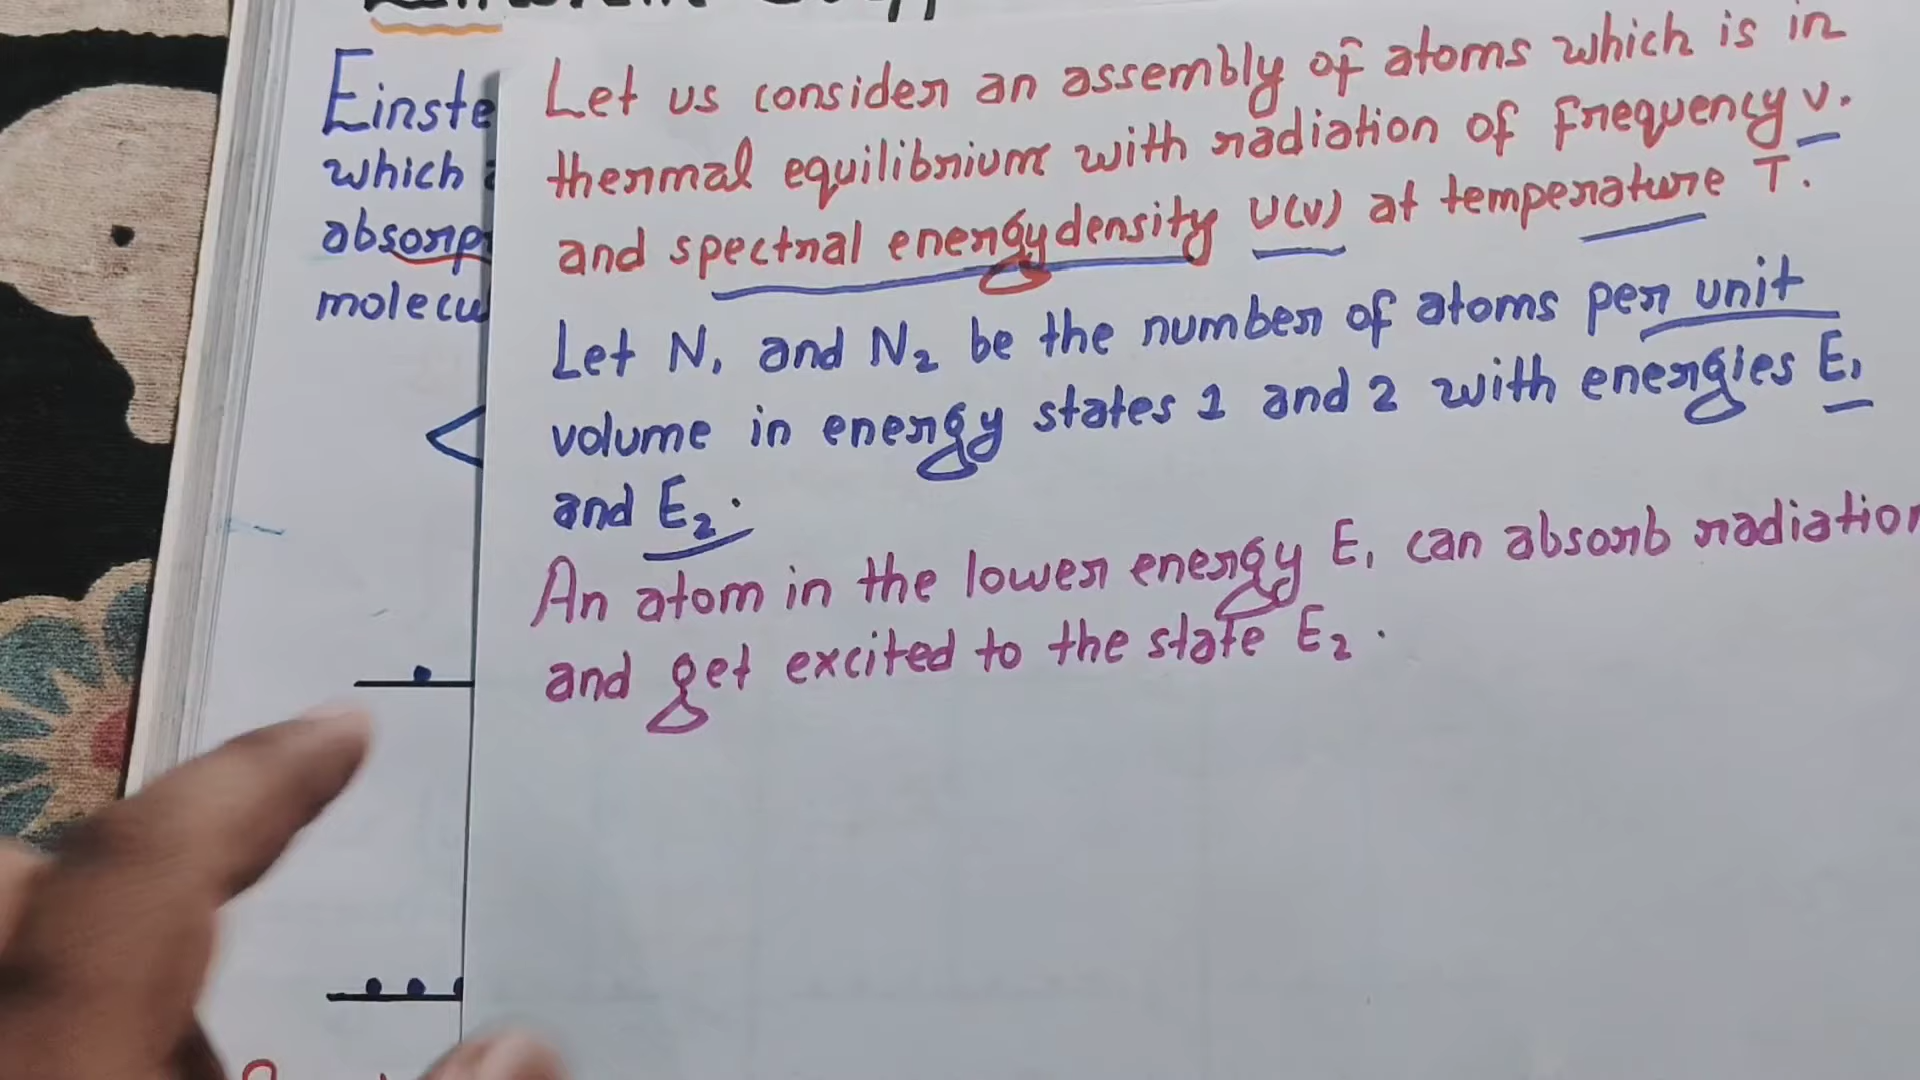 Einste
which
absorp
molecu
Let us consider an assembly of atoms which is in
thermal equilibrium with radiation of frequency ν.
and spectral energy density U(ν) at temperature T.
Let N₁ and N₂ be the number of atoms per unit
volume in energy states 1 and 2 with energies E₁
and E₂.
An atom in the lower energy E₁ can absorb radiation
and get excited to the state E₂.